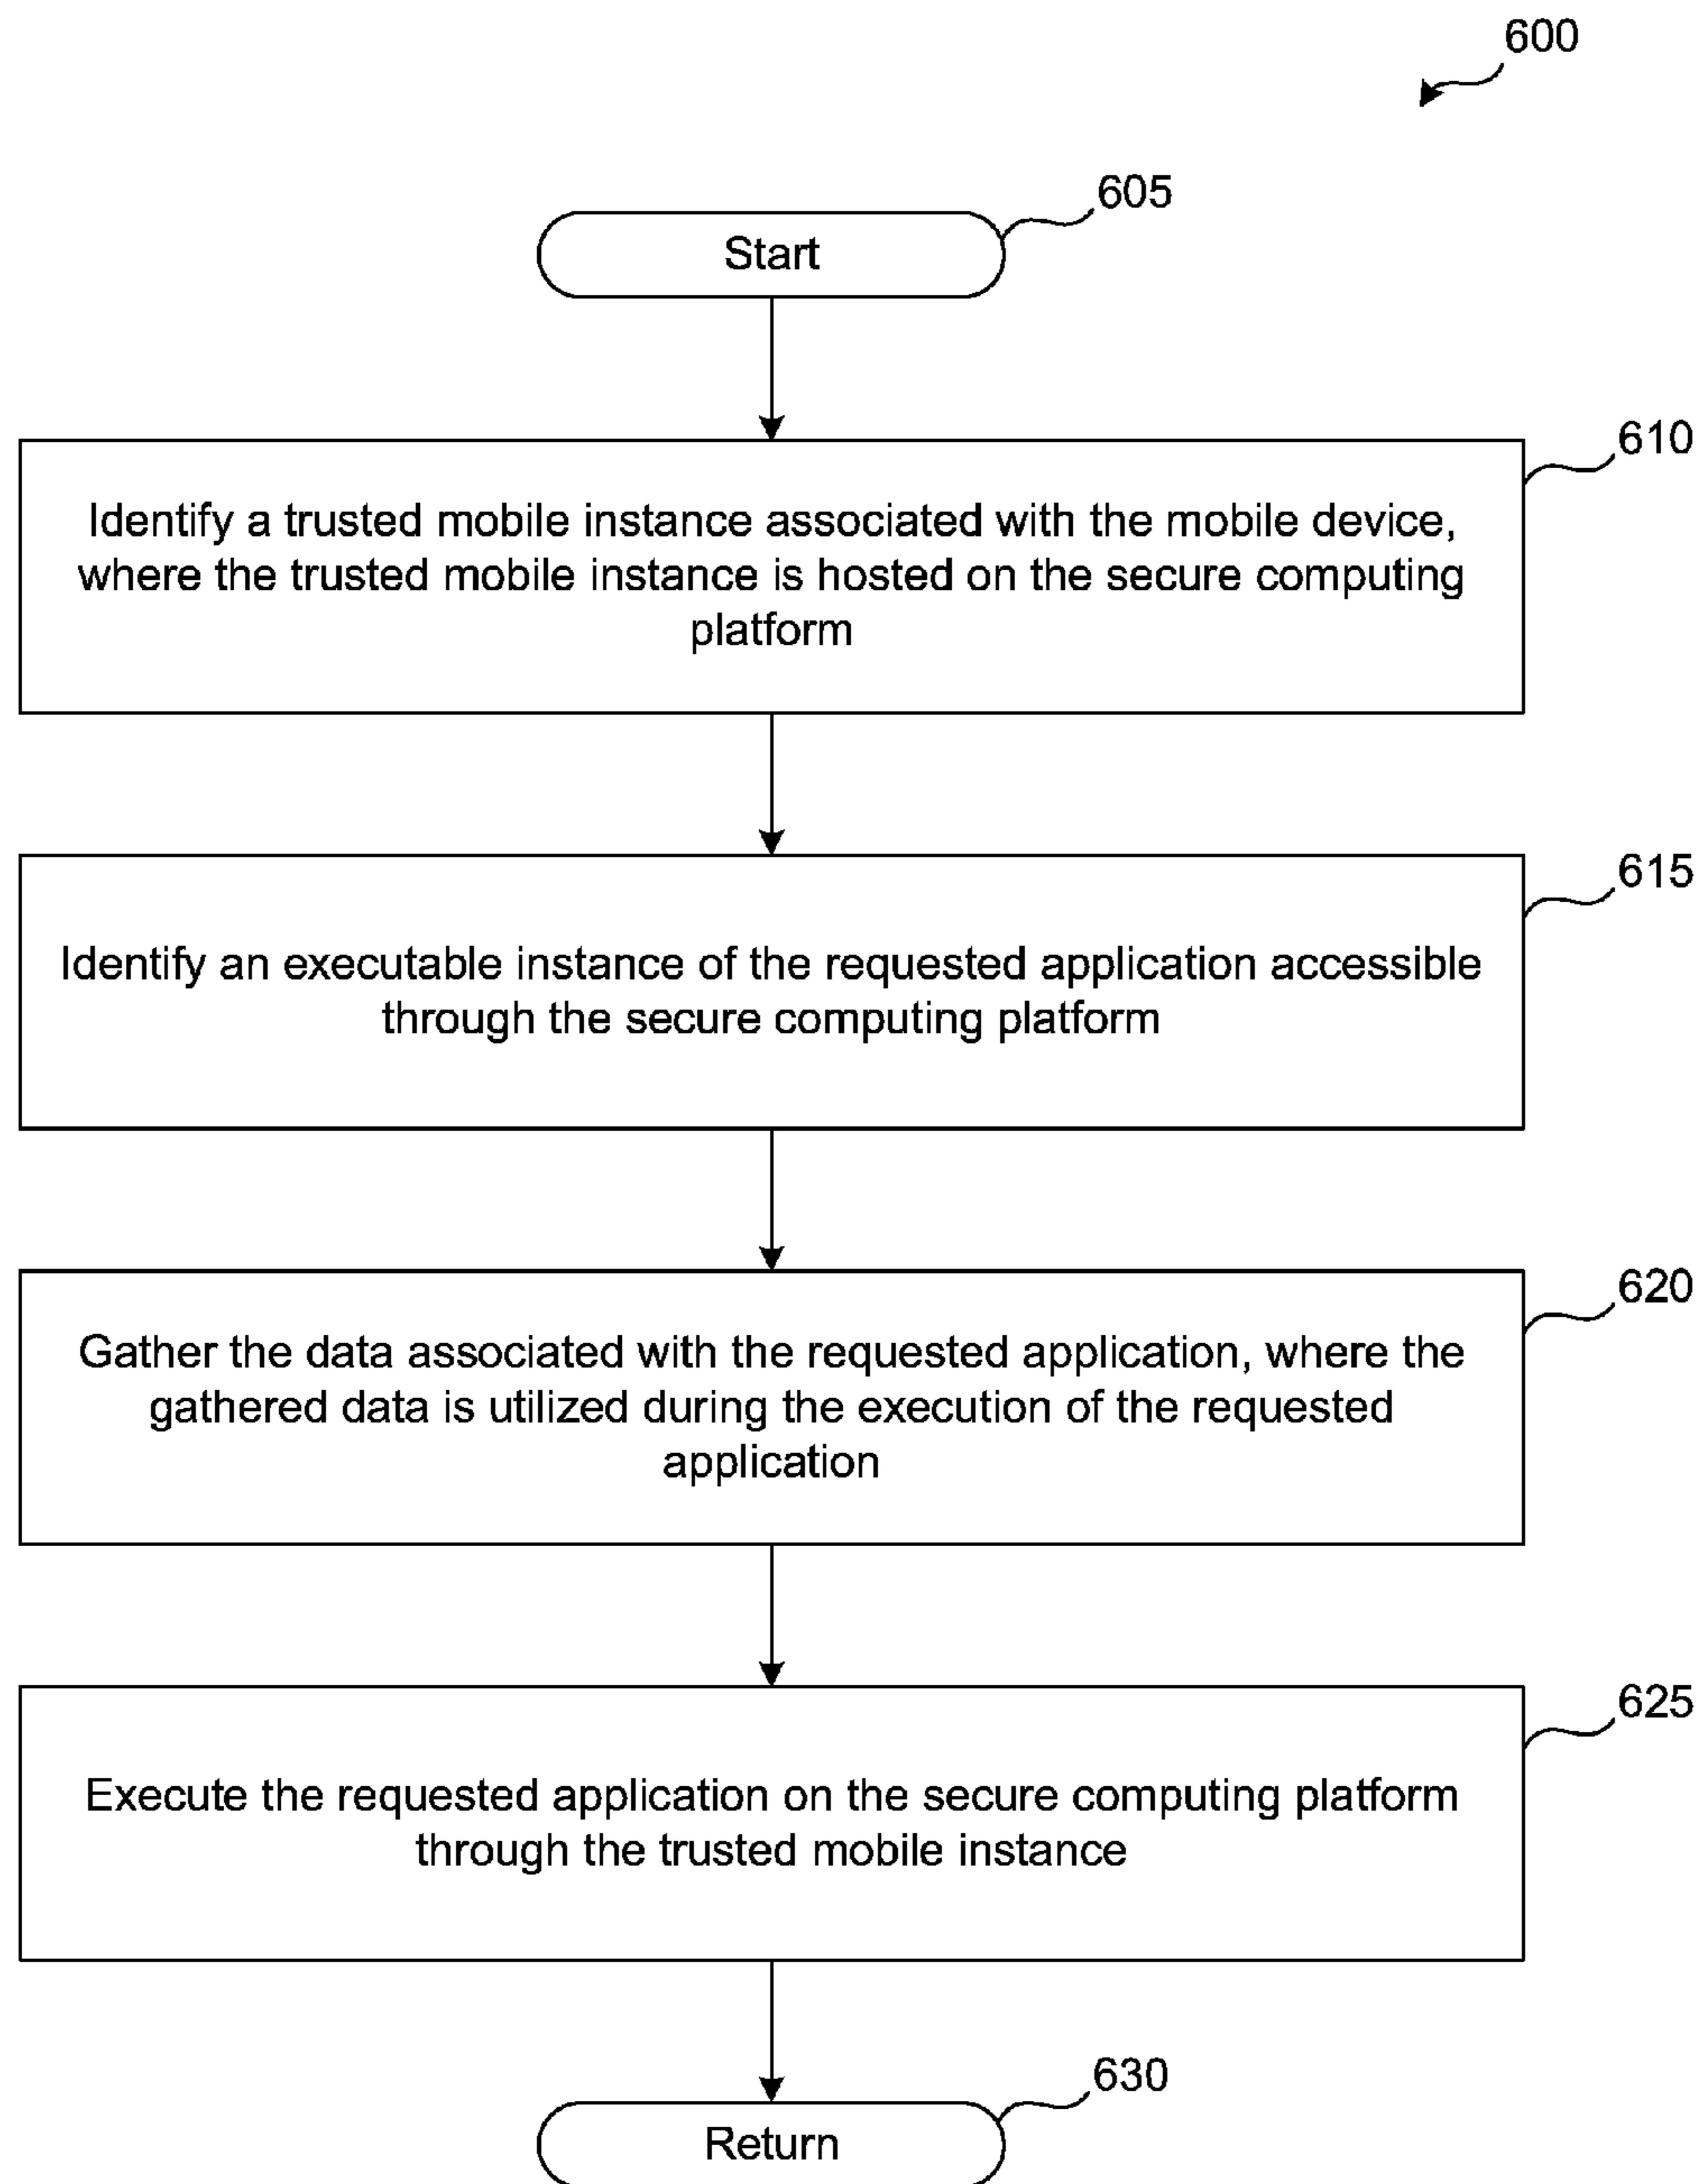 600
605
Start
610
Identify a trusted mobile instance associated with the mobile device,
where the trusted mobile instance is hosted on the secure computing
platform
615
Identify an executable instance of the requested application accessible
through the secure computing platform
620
Gather the data associated with the requested application, where the
gathered data is utilized during the execution of the requested
application
625
Execute the requested application on the secure computing platform
through the trusted mobile instance
630
Return